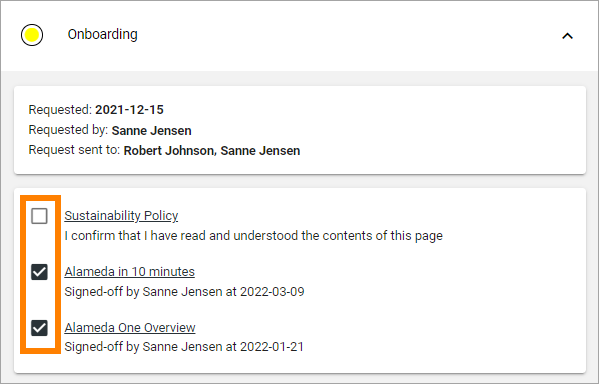 Onboarding
Requested: 2021-12-15
Requested by: Sanne Jensen
Request sent to: Robert Johnson, Sanne Jensen
Sustainability Policy
I confirm that I have read and understood the contents of this page
Alameda in 10 minutes
Signed-off by Sanne Jensen at 2022-03-09
Alameda One Overview
Signed-off by Sanne Jensen at 2022-01-21